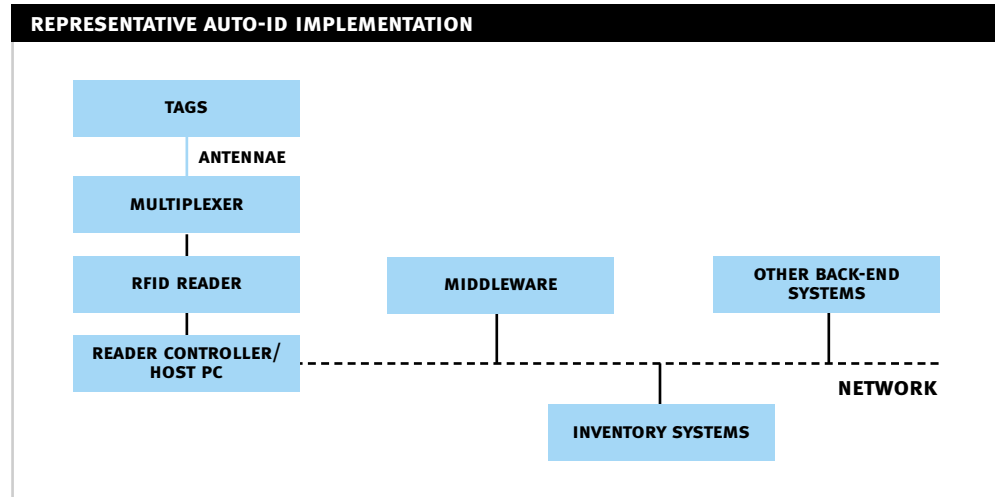 REPRESENTATIVE AUTO-ID IMPLEMENTATION
TAGS
ANTENNAE
MULTIPLEXER
RFID READER
READER CONTROLLER/
HOST PC
MIDDLEWARE
OTHER BACK-END
SYSTEMS
NETWORK
INVENTORY SYSTEMS